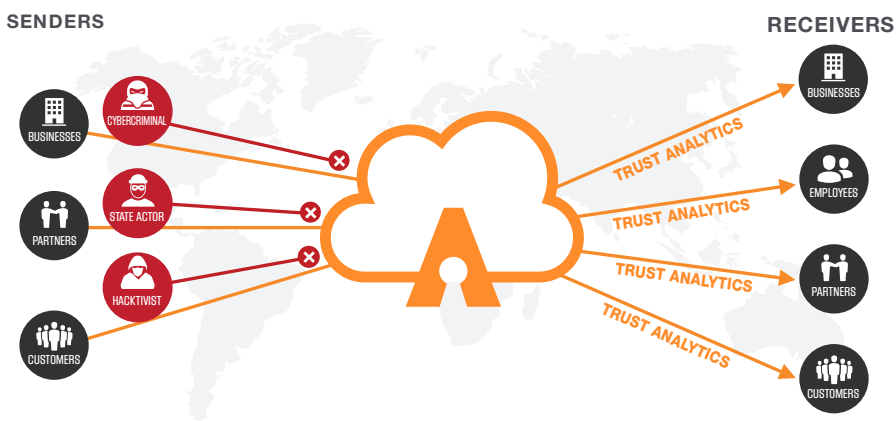 SENDERS
RECEIVERS
BUSINESSES
CYBERCRIMINAL
PARTNERS
STATE ACTOR
HACKTIVIST
CUSTOMERS
TRUST ANALYTICS
TRUST ANALYTICS
TRUST ANALYTICS
TRUST ANALYTICS
BUSINESSES
EMPLOYEES
PARTNERS
CUSTOMERS